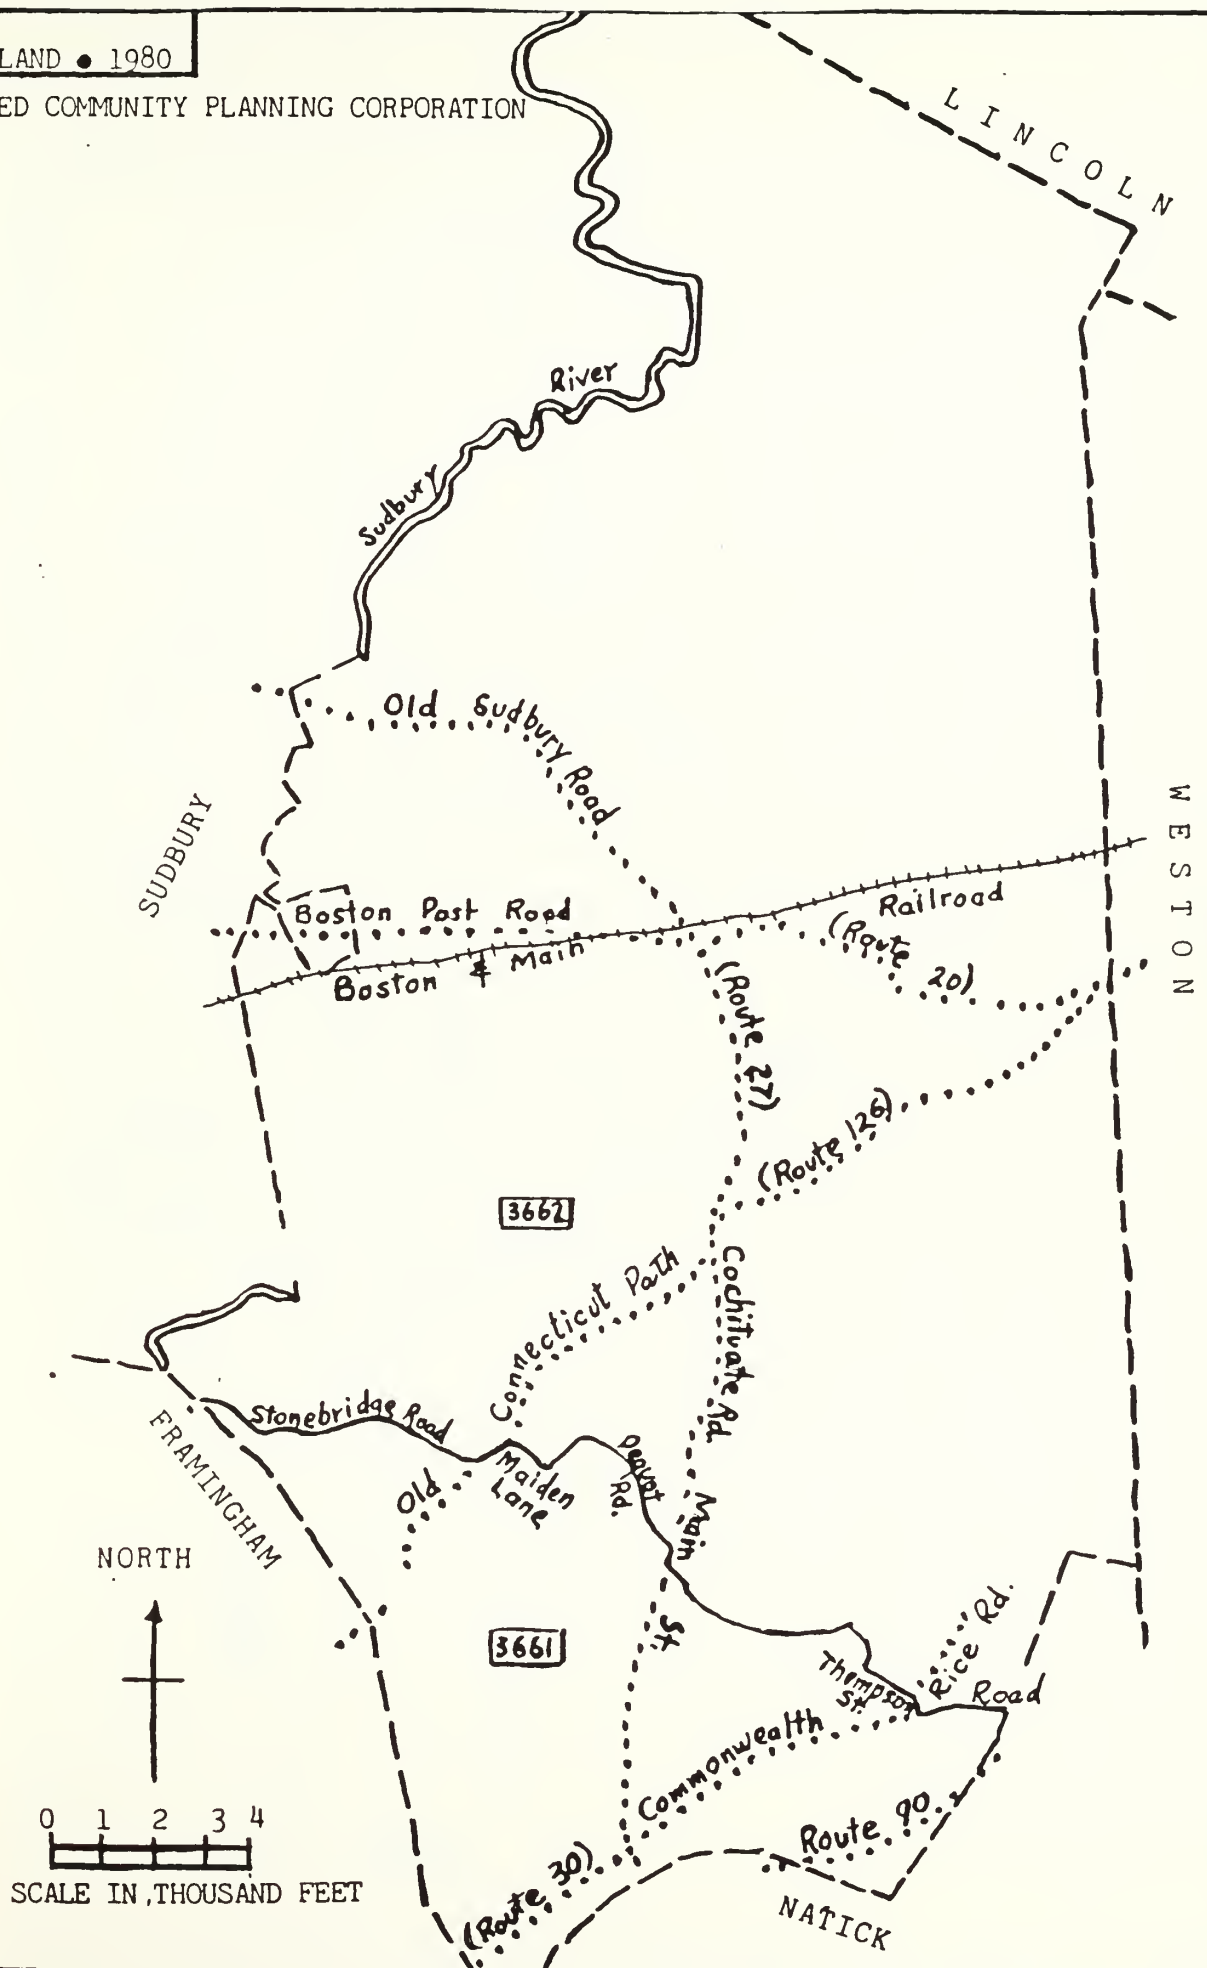 LAND • 1980
ED COMMUNITY PLANNING CORPORATION
LINCOLN
River
Sudbury
Old Sudbury Road
SUDBURY
WESTON
Boston Post Road
Railroad
(Route 20)
Boston & Main
(Route 27)
(Route 126)
3662
Connecticut Path
Cochituate Rd.
Stonebridge Road
FRAMINGHAM
Old
Maiden Lane
Rd.
Main
St.
NORTH
3661
Rice Rd.
Thompson St.
Road
Commonwealth
Route 90
(Route 30)
0 1 2 3 4
SCALE IN THOUSAND FEET
NATICK